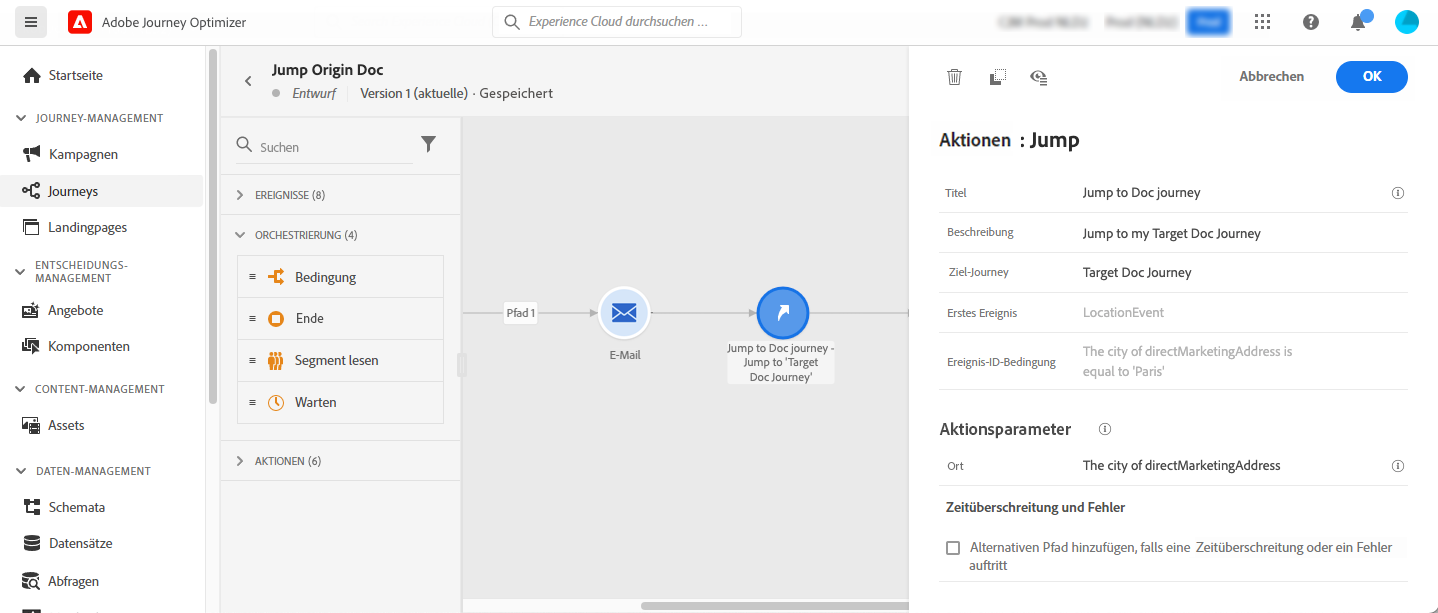 Adobe Journey Optimizer
Experience Cloud durchsuchen ...
Startseite
JOURNEY-MANAGEMENT
Kampagnen
Journeys
Landingpages
ENTSCHEIDUNGS-
MANAGEMENT
Angebote
Komponenten
CONTENT-MANAGEMENT
Assets
DATEN-MANAGEMENT
Schemata
Datensätze
Abfragen
Jump Origin Doc
Entwurf
Version 1 (aktuelle) · Gespeichert
Suchen
EREIGNISSE (8)
ORCHESTRIERUNG (4)
Bedingung
Ende
Segment lesen
Warten
AKTIONEN (6)
Pfad 1
E-Mail
Jump to Doc journey -
Jump to 'Target
Doc Journey'
Abbrechen
OK
Aktionen : Jump
Titel Jump to Doc journey
Beschreibung Jump to my Target Doc Journey
Ziel-Journey Target Doc Journey
Erstes Ereignis LocationEvent
Ereignis-ID-Bedingung The city of directMarketingAddress is
equal to 'Paris'
Aktionsparameter
Ort The city of directMarketingAddress
Zeitüberschreitung und Fehler
Alternativen Pfad hinzufügen, falls eine Zeitüberschreitung oder ein Fehler
auftritt